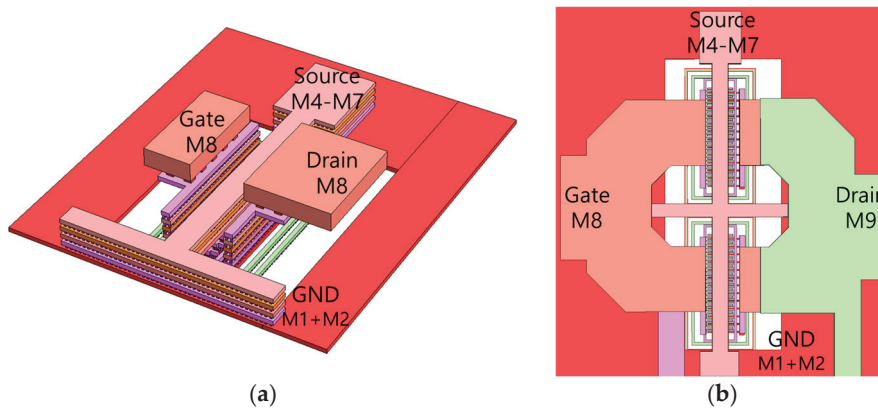 Source
M4-M7
Gate
M8
Drain
M8
GND
M1+M2
(a)
Source
M4-M7
Gate
M8
Drain
M9
GND
M1+M2
(b)